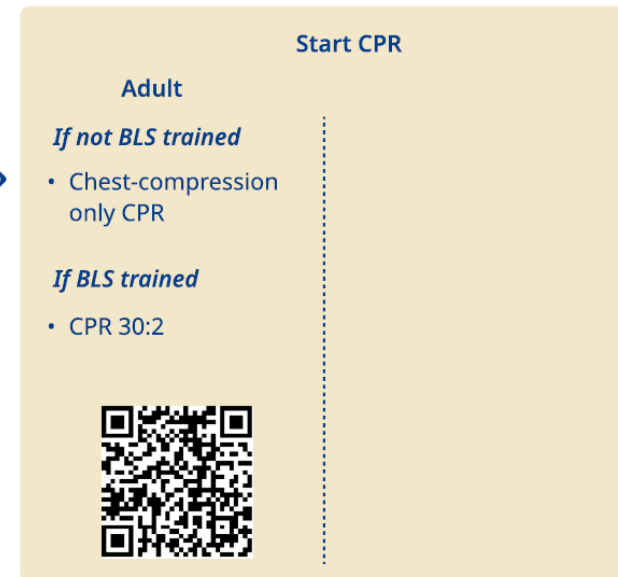 Start CPR
Adult
If not BLS trained
• Chest-compression
only CPR
If BLS trained
• CPR 30:2